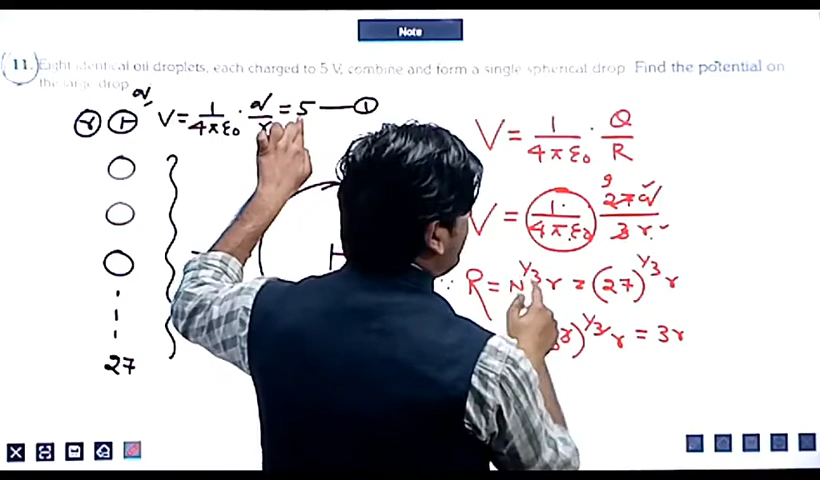 Note
11. Eight identical oil droplets, each charged to 5 V, combine and form a single spherical drop. Find the potential on
the large drop.
V = 1/4πε₀ · q/r = 5 — ①
27
V = 1/4πε₀ · Q/R
V = 1/4πε₀ 9 27q/3r
∵ R = N^1/3 r = (27)^1/3 r
)^1/3 r = 3r